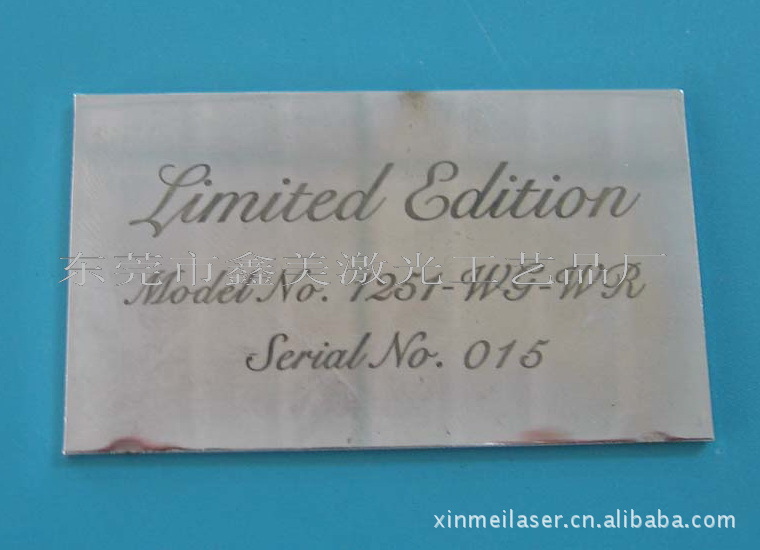 Limited Edition
东莞市鑫美激光工艺品厂
Model No. 1251-WG-WR
Serial No. 015
xinmeilaser.cn.alibaba.com